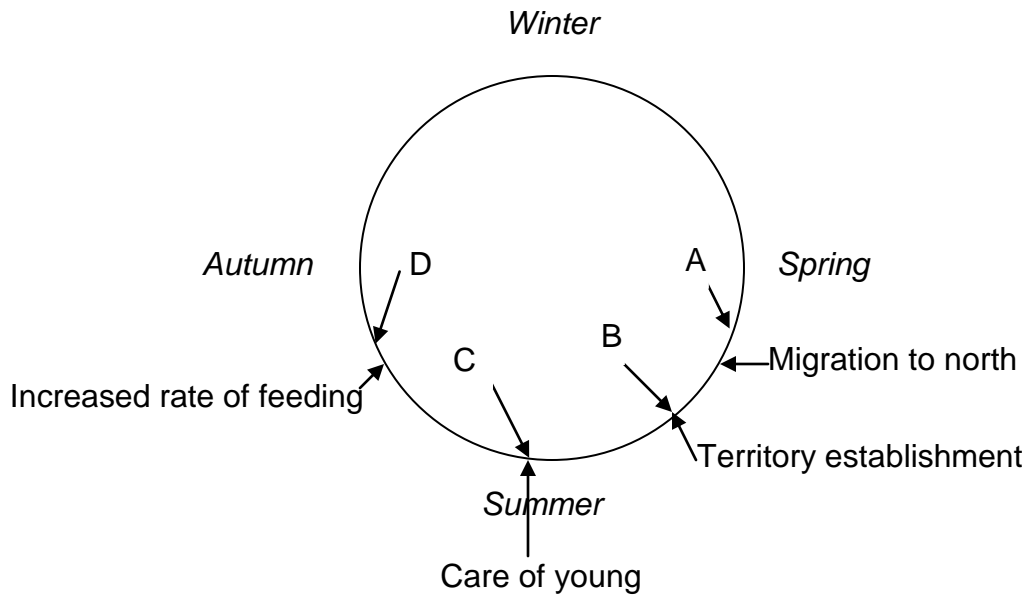 Winter
Autumn
D
A
Spring
B
C
Migration to north
Increased rate of feeding
Territory establishment
Summer
Care of young